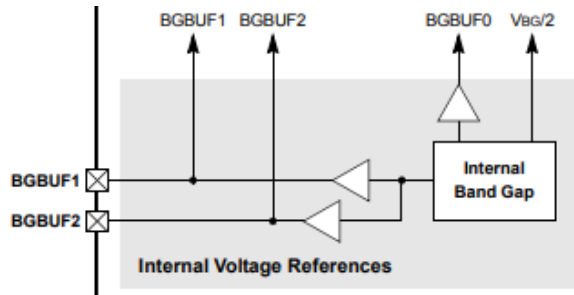 BGBUF1 BGBUF2 BGBUF0 VBG/2
BGBUF1
BGBUF2
Internal
Band Gap
Internal Voltage References